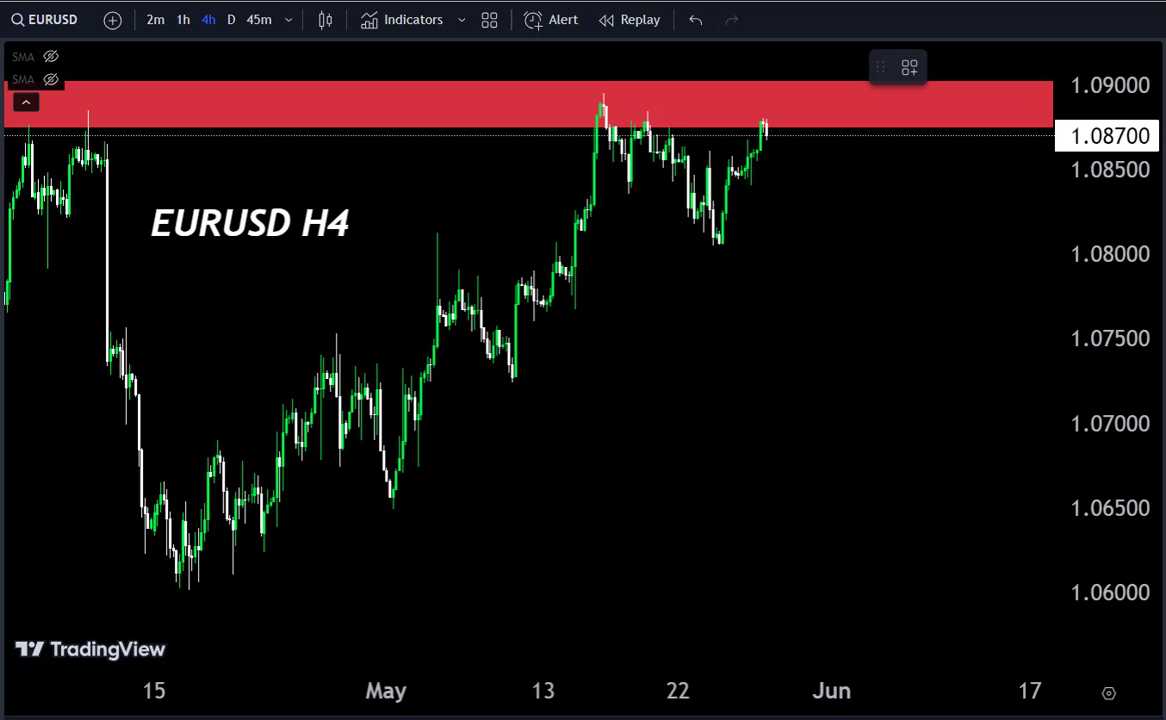 EURUSD 2m 1h 4h D 45m Indicators Alert Replay
SMA
SMA
1.09000
1.08700
1.08500
EURUSD H4
1.08000
1.07500
1.07000
1.06500
1.06000
TradingView
15 May 13 22 Jun 17